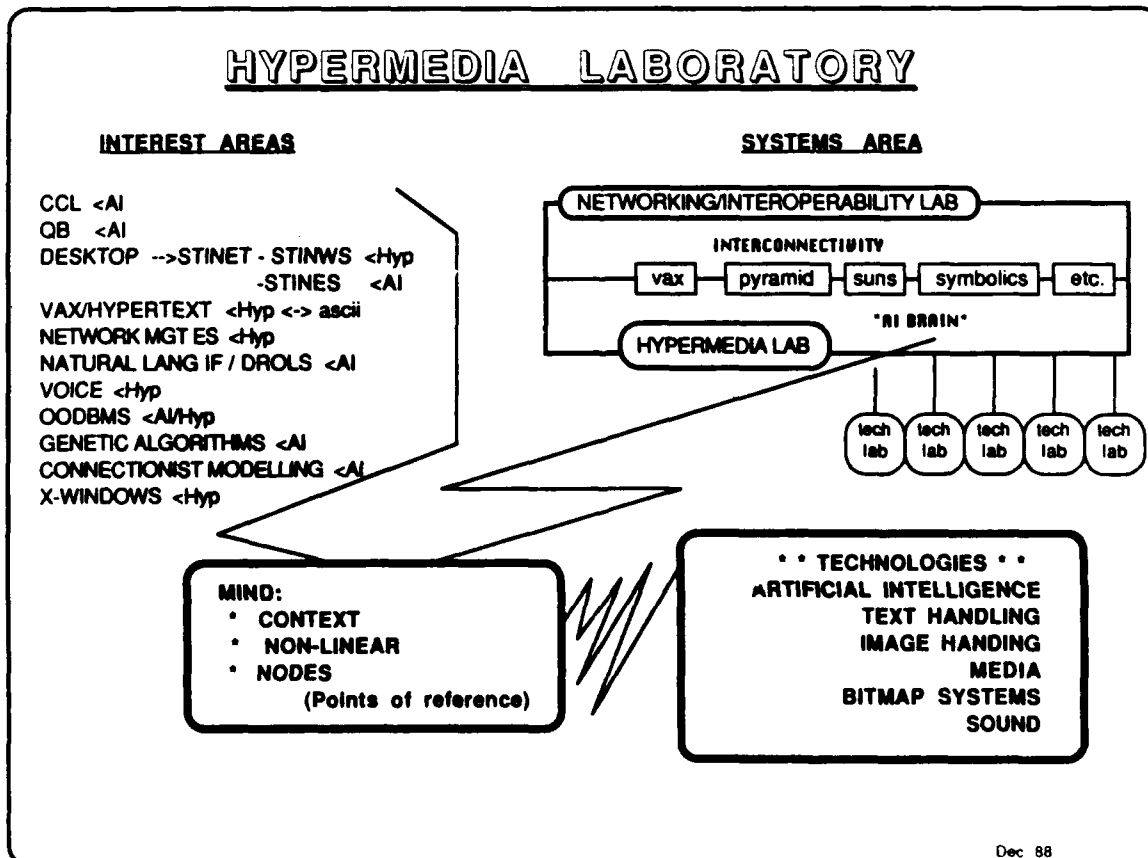 HYPERMEDIA LABORATORY
INTEREST AREAS
CCL <AI
QB <AI
DESKTOP -->STINET - STINWS <Hyp
-STINES <AI
VAX/HYPERTEXT <Hyp <-> ascii
NETWORK MGT ES <Hyp
NATURAL LANG IF / DROLS <AI
VOICE <Hyp
OODBMS <AI/Hyp
GENETIC ALGORITHMS <AI
CONNECTIONIST MODELLING <AI
X-WINDOWS <Hyp
SYSTEMS AREA
NETWORKING/INTEROPERABILITY LAB
INTERCONNECTIVITY
vax pyramid suns symbolics etc.
"AI BRAIN"
HYPERMEDIA LAB
tech tech tech tech tech
lab lab lab lab lab
MIND:
* CONTEXT
* NON-LINEAR
* NODES
(Points of reference)
* * TECHNOLOGIES * *
ARTIFICIAL INTELLIGENCE
TEXT HANDLING
IMAGE HANDING
MEDIA
BITMAP SYSTEMS
SOUND
Dec 88